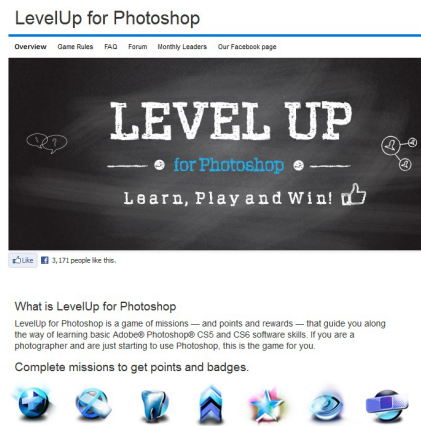 LevelUp for Photoshop
Overview Game Rules FAQ Forum Monthly Leaders Our Facebook page
LEVEL UP
for Photoshop
Learn, Play and Win!
Like 3,171 people like this.
What is LevelUp for Photoshop
LevelUp for Photoshop is a game of missions — and points and rewards — that guide you along
the way of learning basic Adobe® Photoshop® CS5 and CS6 software skills. If you are a
photographer and are just starting to use Photoshop, this is the game for you.
Complete missions to get points and badges.